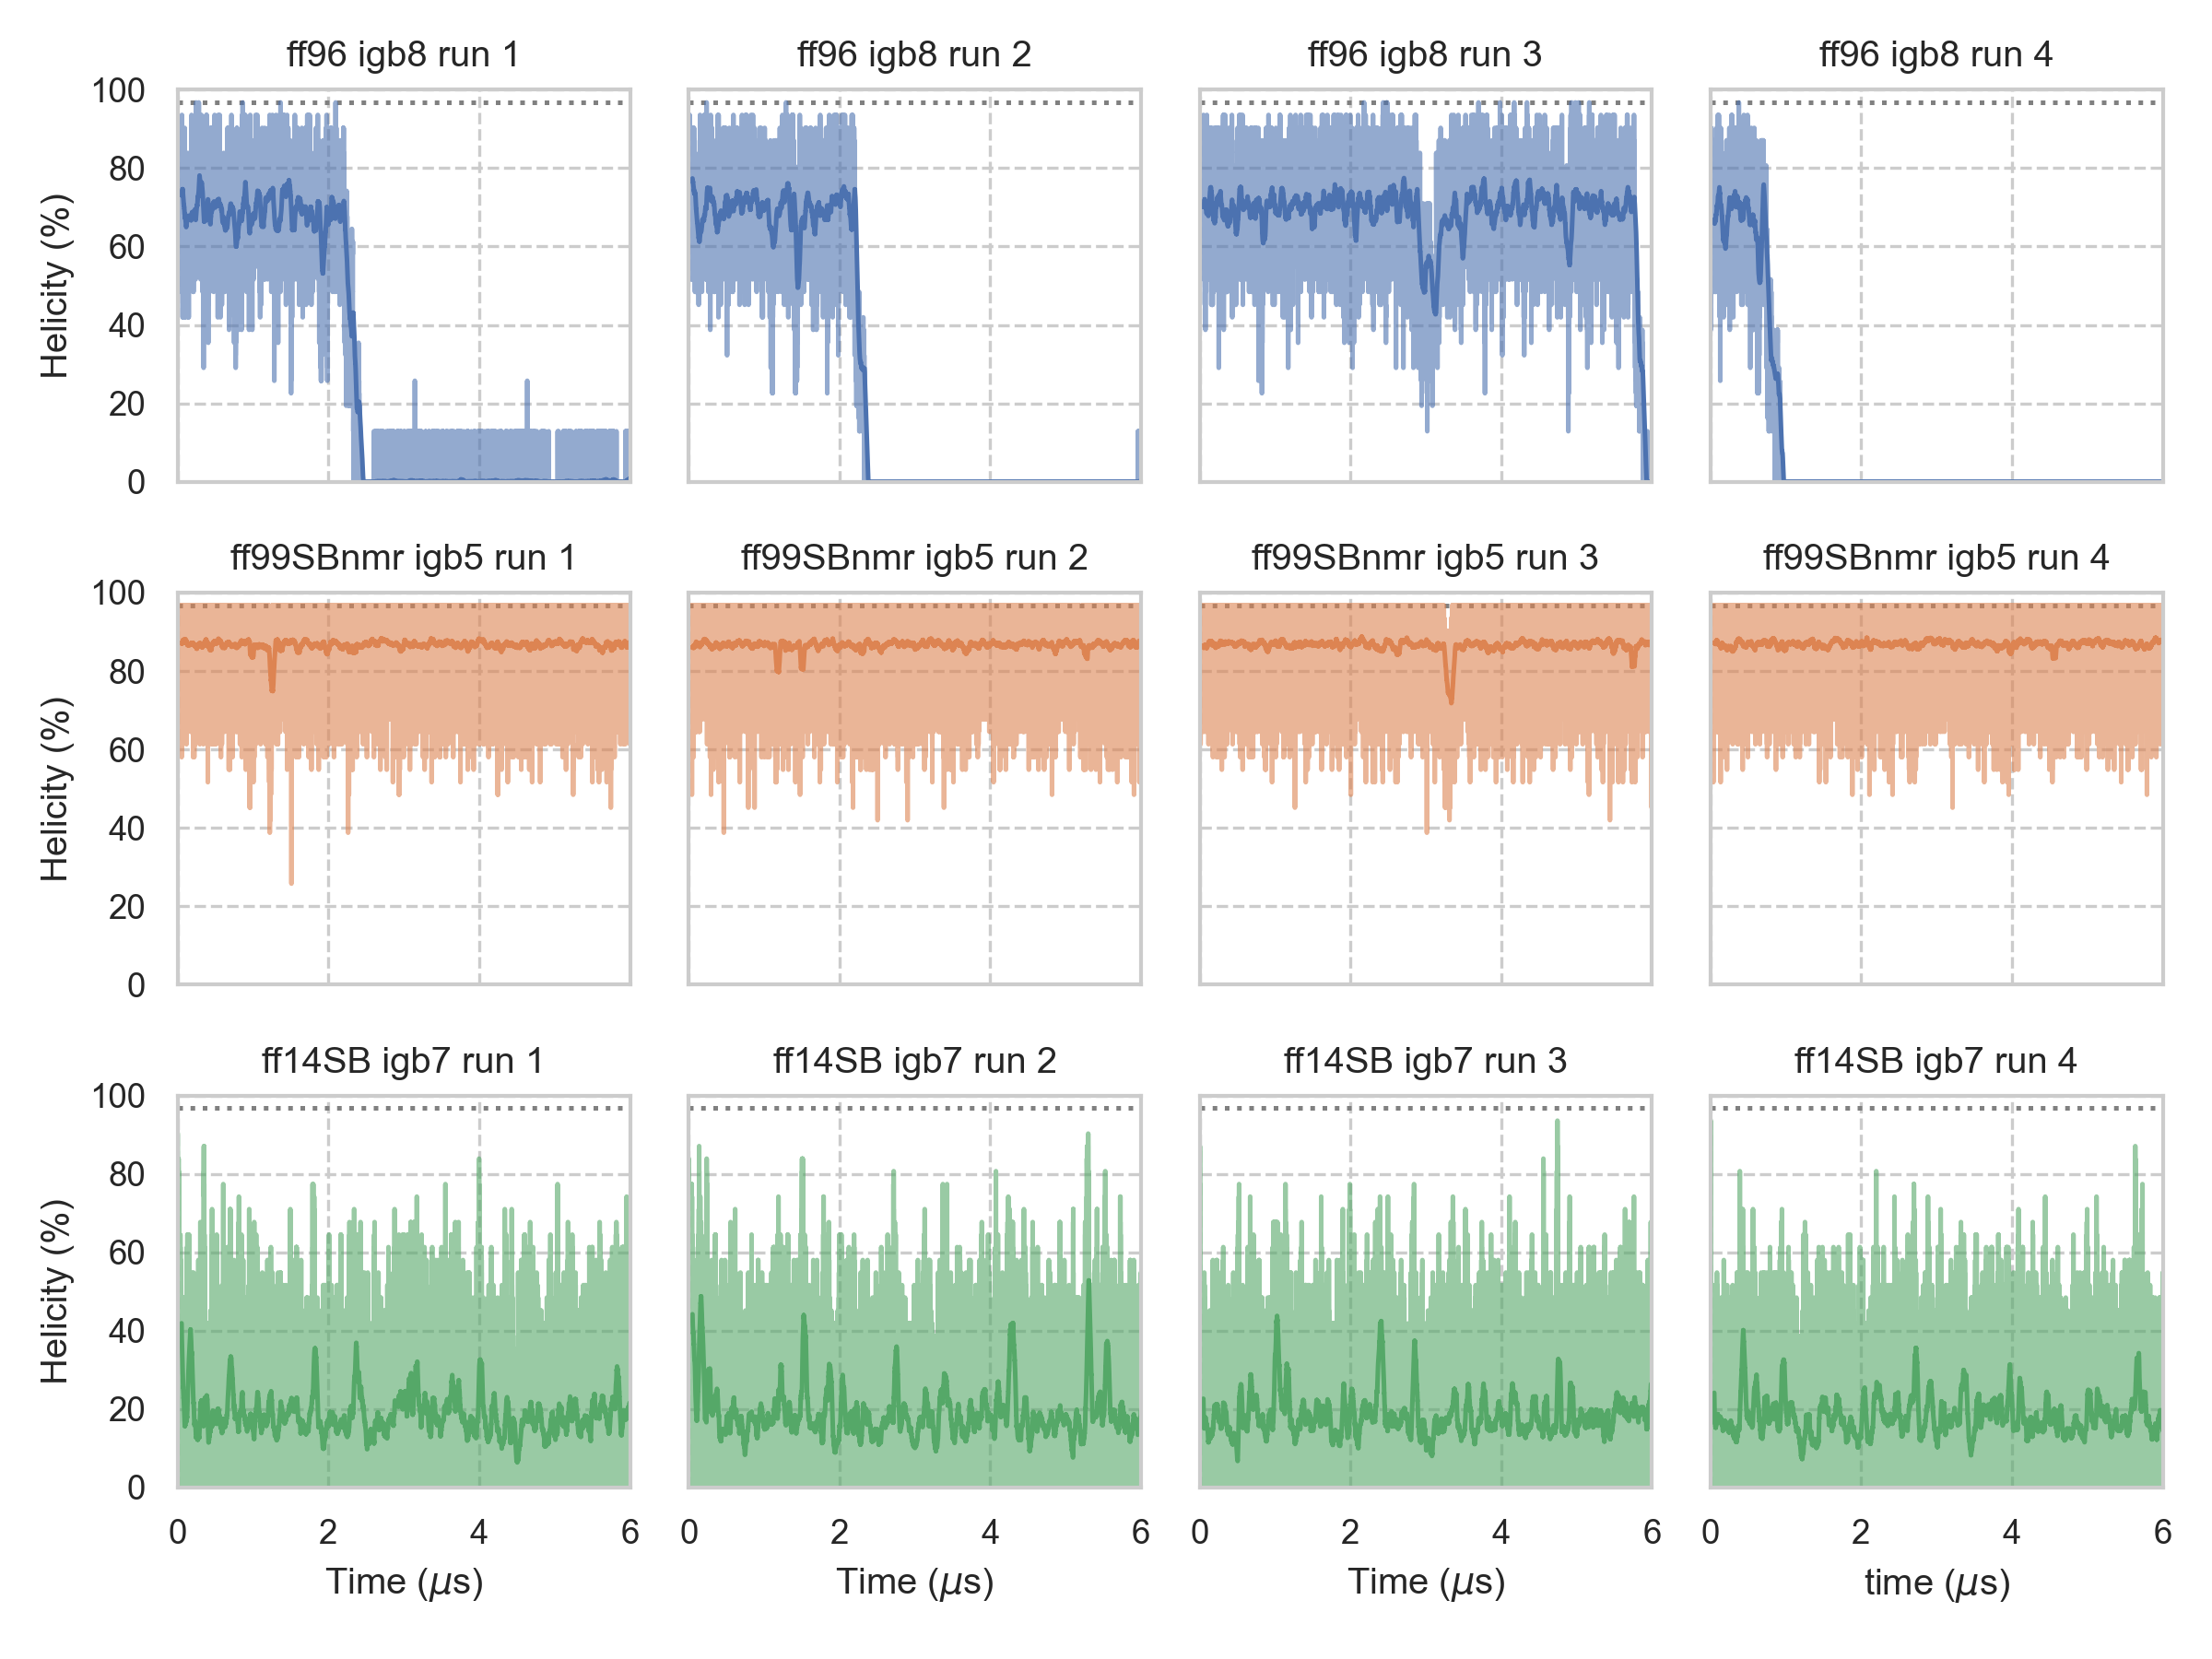 ff96 igb8 run 1 ff96 igb8 run 2 ff96 igb8 run 3 ff96 igb8 run 4
100
80
60
40
20
0
Helicity (%)
ff99SBnmr igb5 run 1 ff99SBnmr igb5 run 2 ff99SBnmr igb5 run 3 ff99SBnmr igb5 run 4
100
80
60
40
20
0
Helicity (%)
ff14SB igb7 run 1 ff14SB igb7 run 2 ff14SB igb7 run 3 ff14SB igb7 run 4
100
80
60
40
20
0
Helicity (%)
0 2 4 6 0 2 4 6 0 2 4 6 0 2 4 6
Time (μs) Time (μs) Time (μs) time (μs)